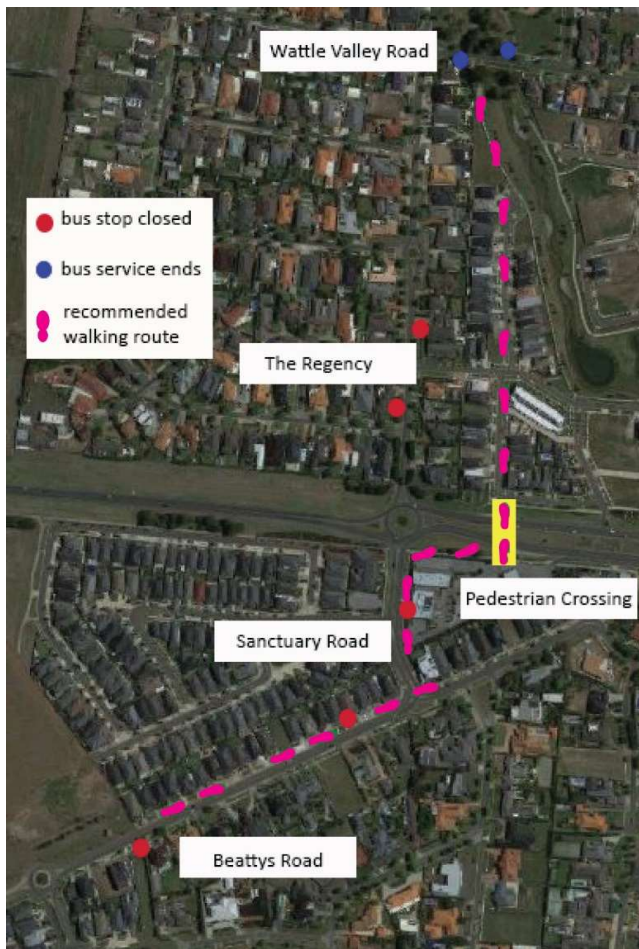 Wattle Valley Road
bus stop closed
bus service ends
recommended
walking route
The Regency
Pedestrian Crossing
Sanctuary Road
Beattys Road